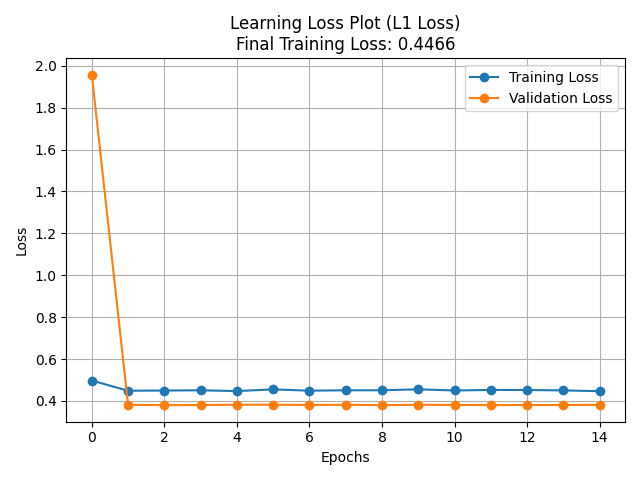 Learning Loss Plot (L1 Loss)
Final Training Loss: 0.4466
Training Loss
Validation Loss
2.0
1.8
1.6
1.4
1.2
1.0
0.8
0.6
0.4
Loss
0 2 4 6 8 10 12 14
Epochs